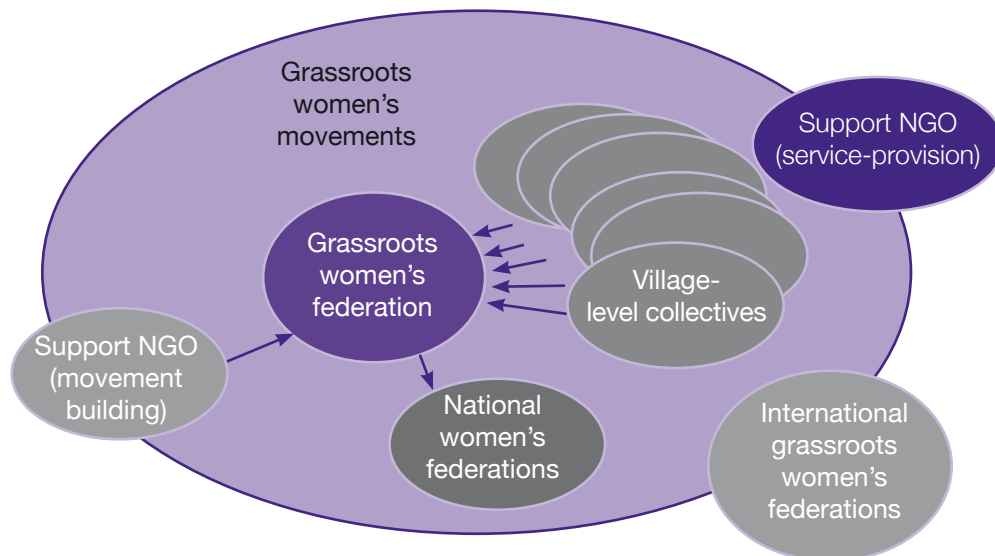 Grassroots
women’s
movements
Support NGO
(service-provision)
Grassroots
women’s
federation
Village-
level collectives
Support NGO
(movement
building)
National
women’s
federations
International
grassroots
women’s
federations